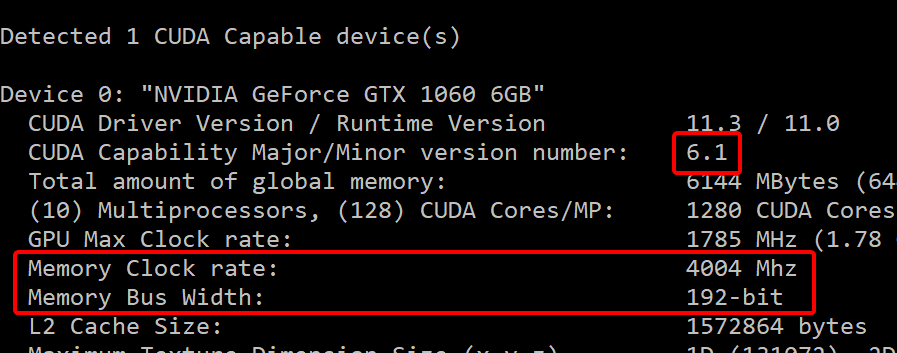 Detected 1 CUDA Capable device(s)
Device 0: "NVIDIA GeForce GTX 1060 6GB"
CUDA Driver Version / Runtime Version 11.3 / 11.0
CUDA Capability Major/Minor version number: 6.1
Total amount of global memory: 6144 MBytes (64
(10) Multiprocessors, (128) CUDA Cores/MP: 1280 CUDA Cores
GPU Max Clock rate: 1785 MHz (1.78
Memory Clock rate: 4004 Mhz
Memory Bus Width: 192-bit
L2 Cache Size: 1572864 bytes
Maximum Texture Dimension Size (x,y,z) 1D=(131072), 2D